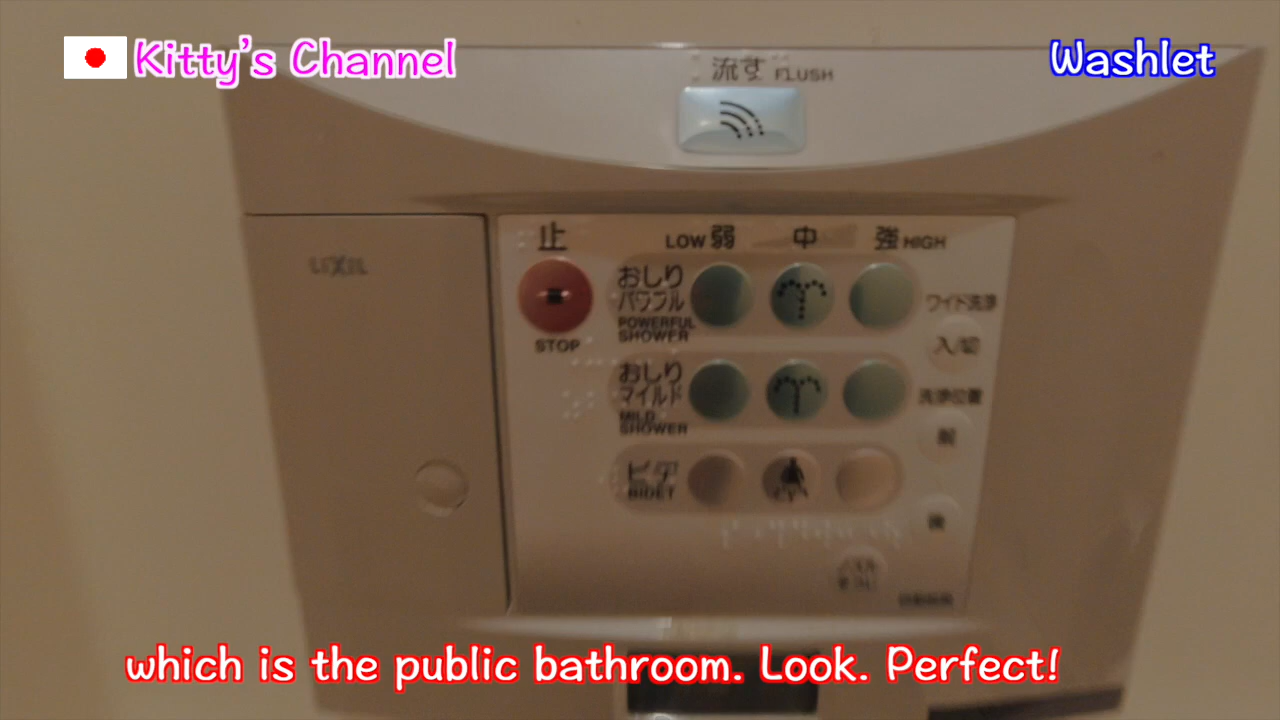 Kitty's Channel
Washlet
流す FLUSH
LIXIL
止
LOW 弱 中 強 HIGH
おしり
パワフル
POWERFUL
SHOWER
STOP
ワイド洗浄
入/切
おしり
マイルド
MILD
SHOWER
洗浄位置
前
ビデ
BIDET
後
which is the public bathroom. Look. Perfect!